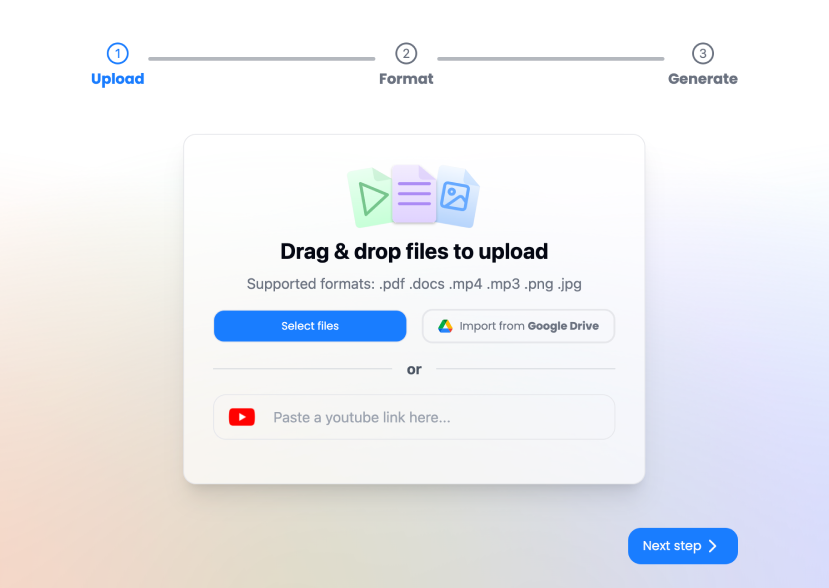 1
Upload
2
Format
3
Generate
Drag & drop files to upload
Supported formats: .pdf .docs .mp4 .mp3 .png .jpg
Select files
Import from Google Drive
or
Paste a youtube link here...
Next step